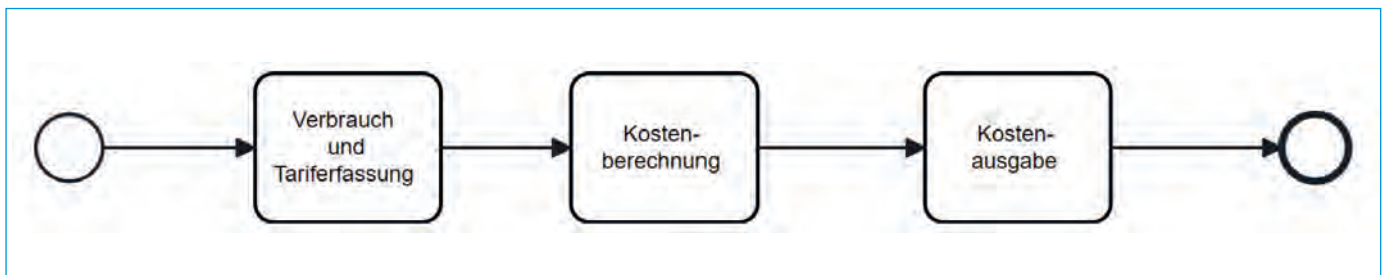 Verbrauch
und
Tariferfassung
Kosten-
berechnung
Kosten-
ausgabe